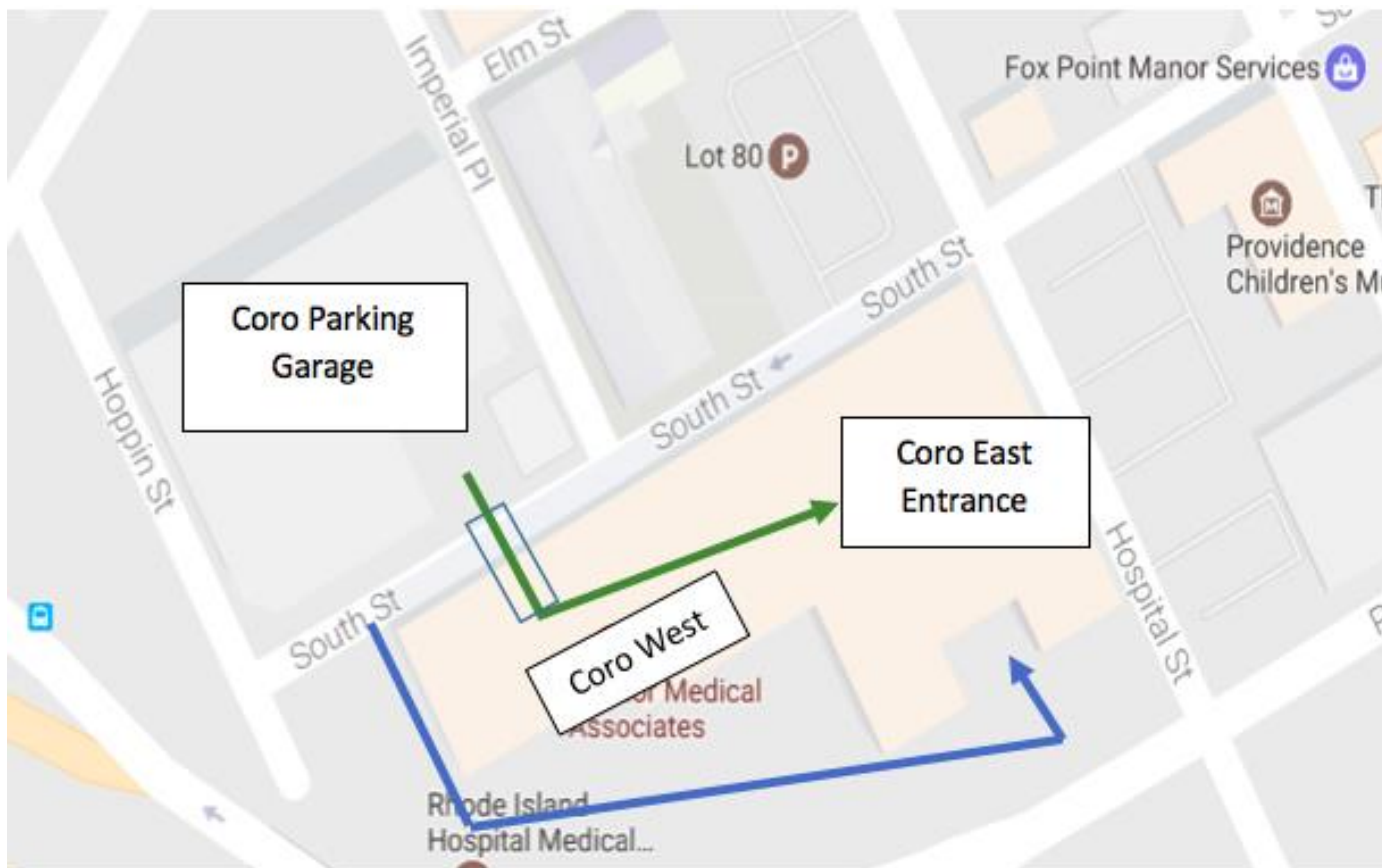 Imperial Pl
Elm St
Fox Point Manor Services
Lot 80 P
Providence
Children's
South St
Coro Parking
Garage
Hoppin St
South St
Coro East
Entrance
Hospital St
South St
Coro West
Medical
Associates
Rhode Island
Hospital Medical...